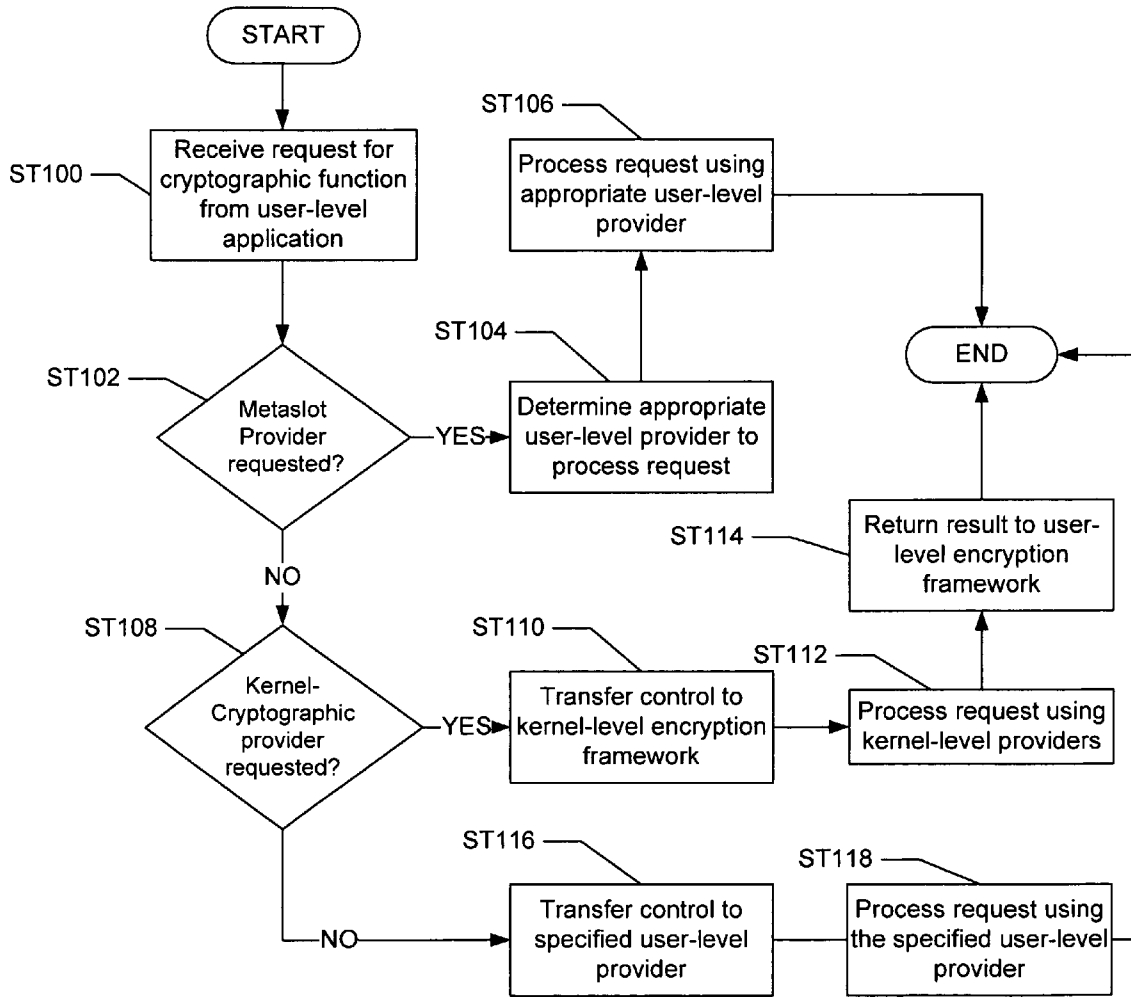 START
ST100
Receive request for
cryptographic function
from user-level
application
ST106
Process request using
appropriate user-level
provider
ST102
Metaslot
Provider
requested?
YES
ST104
Determine appropriate
user-level provider to
process request
END
NO
ST114
Return result to user-
level encryption
framework
ST108
Kernel-
Cryptographic
provider
requested?
YES
ST110
Transfer control to
kernel-level encryption
framework
ST112
Process request using
kernel-level providers
NO
ST116
Transfer control to
specified user-level
provider
ST118
Process request using
the specified user-level
provider